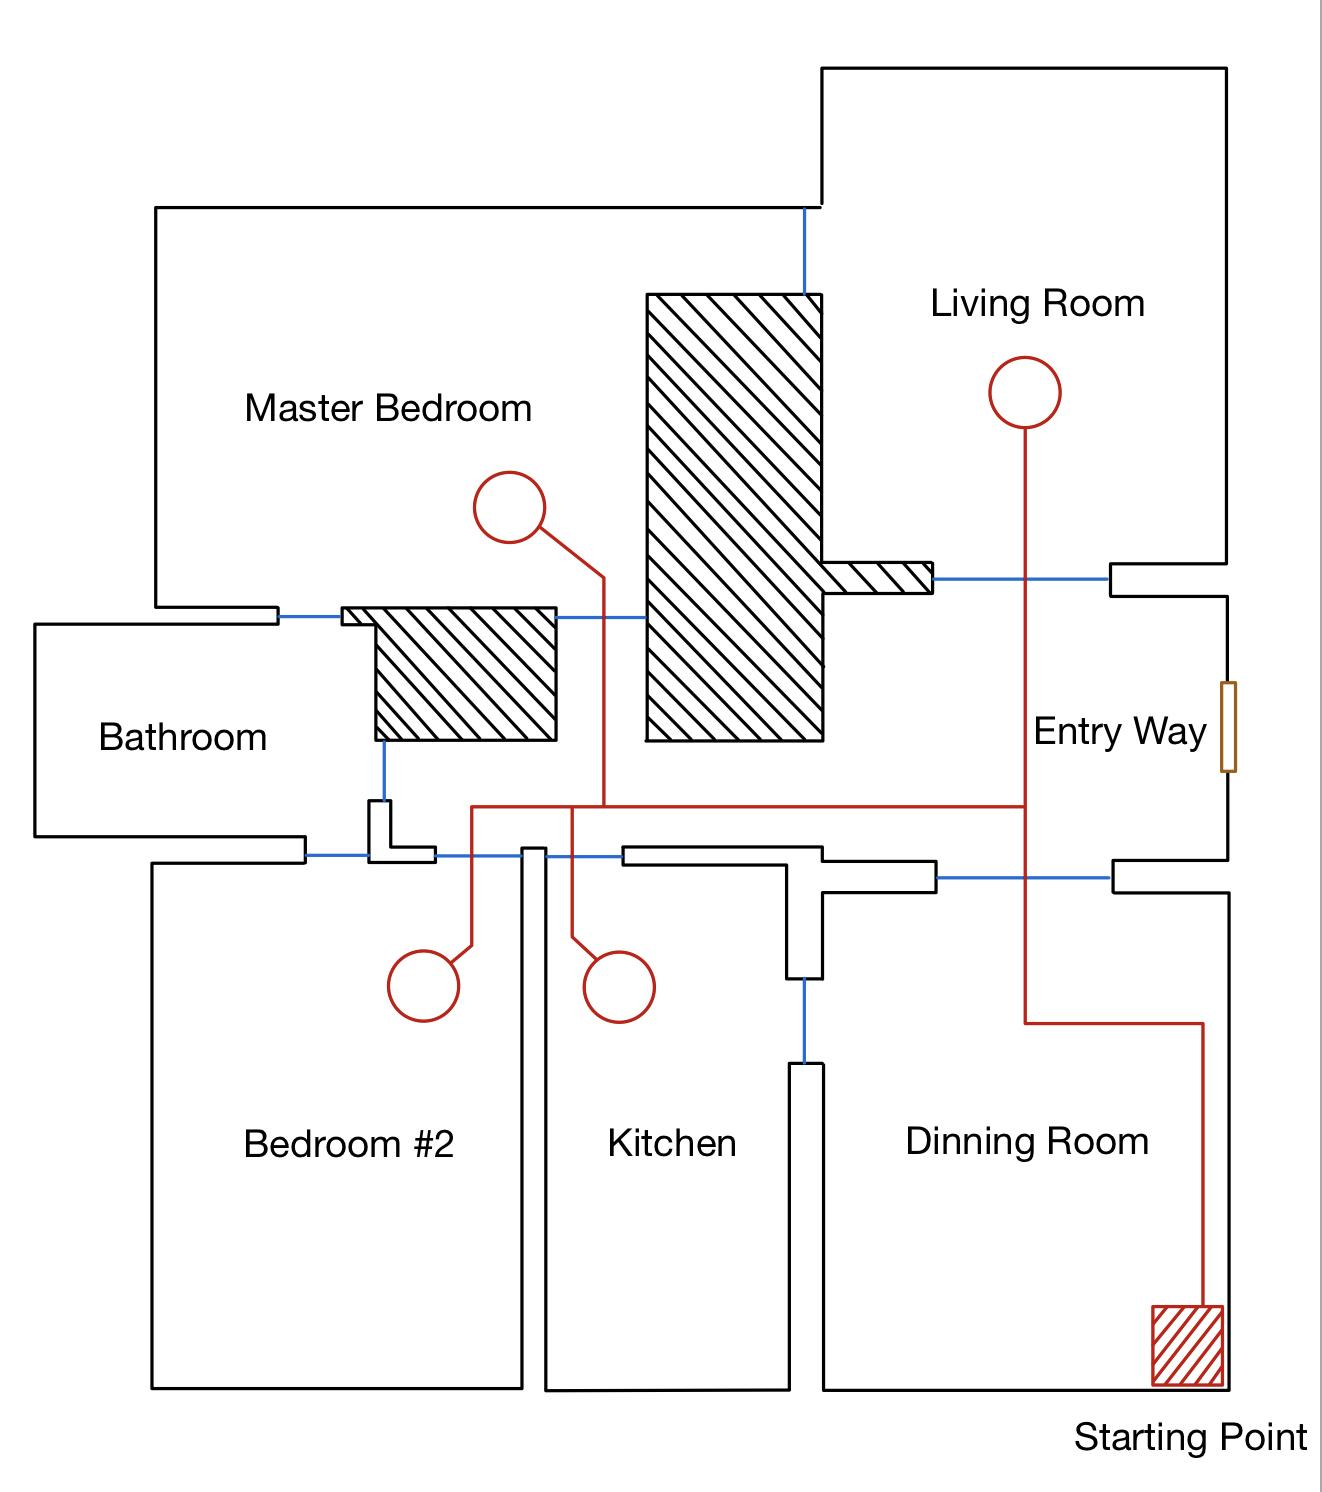 Living Room
Master Bedroom
Entry Way
Bathroom
Bedroom #2
Kitchen
Dinning Room
Starting Point